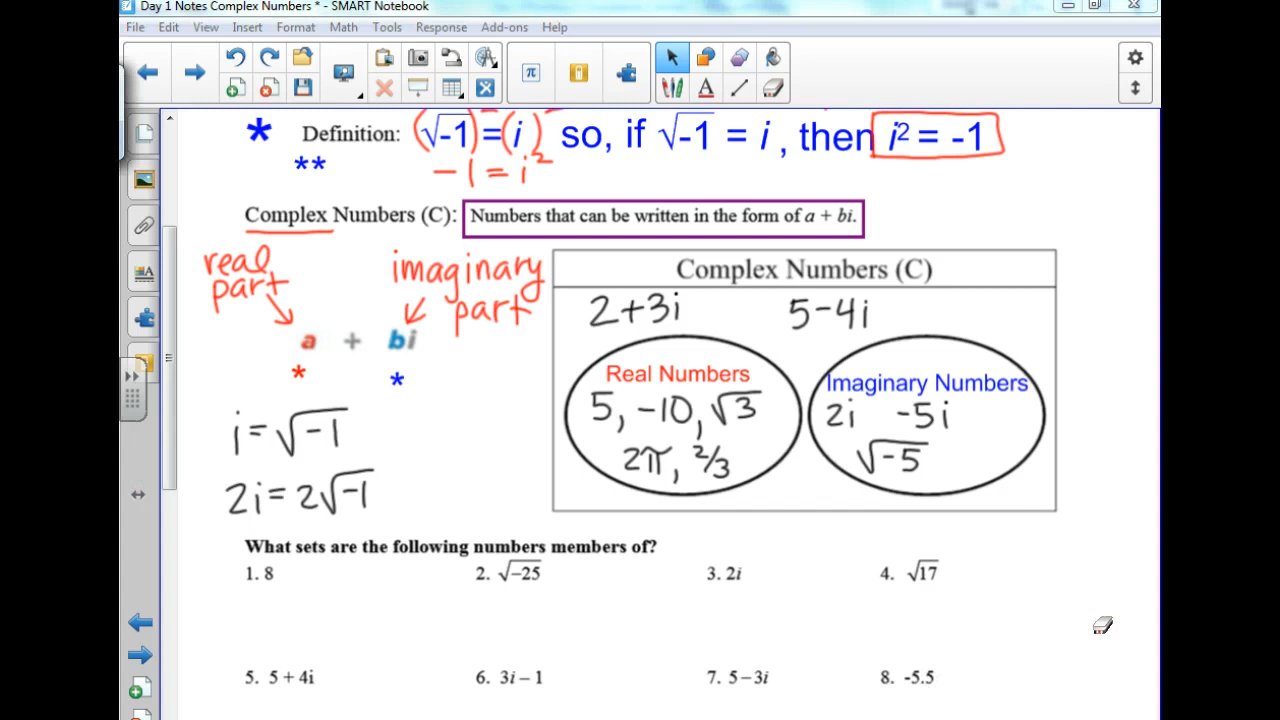 Day 1 Notes Complex Numbers * - SMART Notebook
File Edit View Insert Format Math Tools Response Add-ons Help
* Definition: (√-1) = (i) so, if √-1 = i, then i² = -1
** -1 = i²
Complex Numbers (C): Numbers that can be written in the form of a + bi.
real part
imaginary part
a + bi
* *
i = √-1
2i = 2√-1
Complex Numbers (C)
2+3i 5-4i
Real Numbers
5, -10, √3
2π, 2/3
Imaginary Numbers
2i -5i
√-5
What sets are the following numbers members of?
1. 8 2. √-25 3. 2i 4. √17
5. 5 + 4i 6. 3i – 1 7. 5 – 3i 8. -5.5